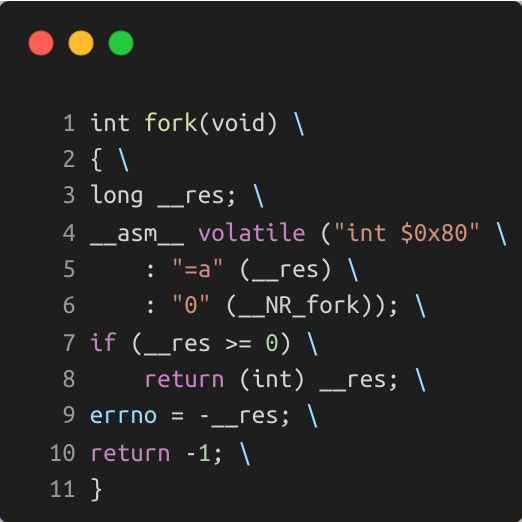 1 int fork(void) \
2 { \
3 long __res; \
4 __asm__ volatile ("int $0x80" \
5     : "=a" (__res) \
6     : "0" (__NR_fork)); \
7 if (__res >= 0) \
8     return (int) __res; \
9 errno = -__res; \
10 return -1; \
11 }